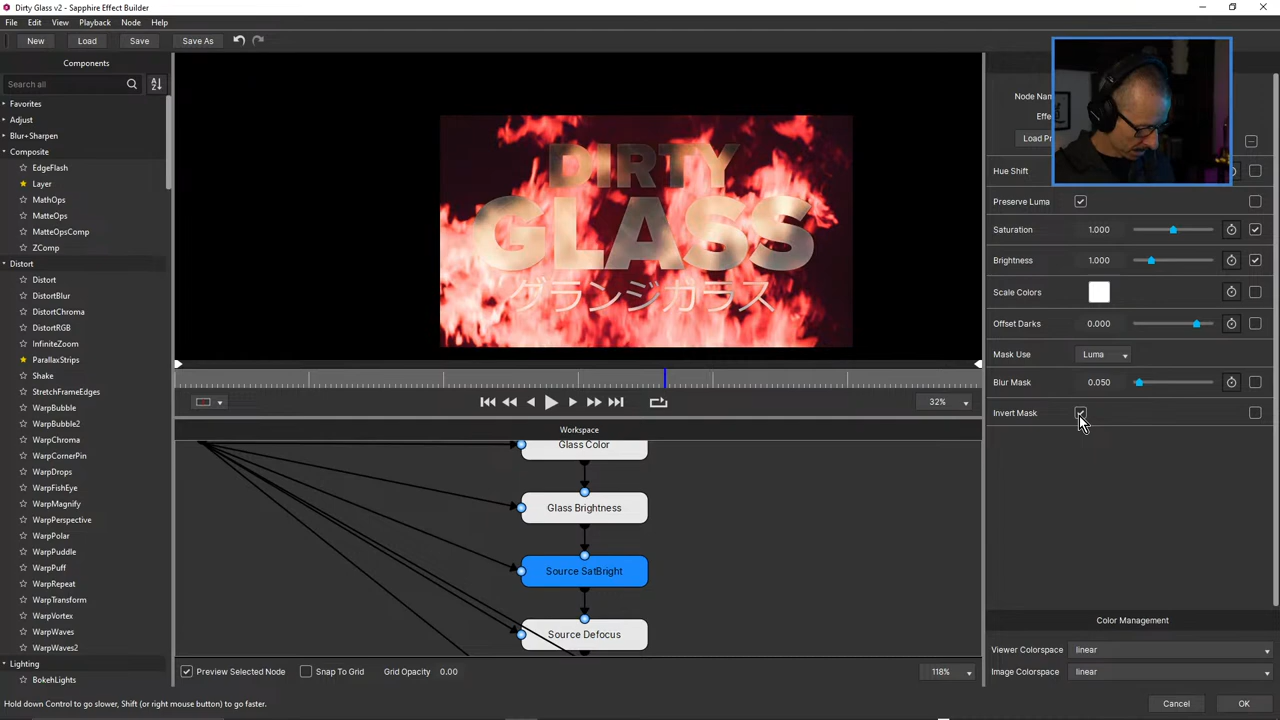 Dirty Glass v2 - Sapphire Effect Builder
File Edit View Playback Node Help
New Load Save Save As
Components
Search all
Favorites
Adjust
Blur+Sharpen
Composite
EdgeFlash
Layer
MathOps
MatteOps
MatteOpsComp
ZComp
Distort
Distort
DistortBlur
DistortChroma
DistortRGB
InfiniteZoom
InfiniteZoom
ParallaxStrips
Shake
StretchFrameEdges
WarpBubble
WarpBubble2
WarpChroma
WarpCornerPin
WarpDrops
WarpFishEye
WarpMagnify
WarpPerspective
WarpPolar
WarpPuddle
WarpPuff
WarpRepeat
WarpTransform
WarpVortex
WarpWaves
WarpWaves2
Lighting
BokehLights
DIRTY
GLASS
グランジガラス
32%
Workspace
Glass Color
Glass Brightness
Source SatBright
Source Defocus
Preview Selected Node Snap To Grid Grid Opacity 0.00 118%
Node Nam
Effe
Load Pr
Hue Shift
Preserve Luma
Saturation 1.000
Brightness 1.000
Scale Colors
Offset Darks 0.000
Mask Use Luma
Blur Mask 0.050
Invert Mask
Color Management
Viewer Colorspace linear
Image Colorspace linear
Hold down Control to go slower, Shift (or right mouse button) to go faster.
Cancel OK